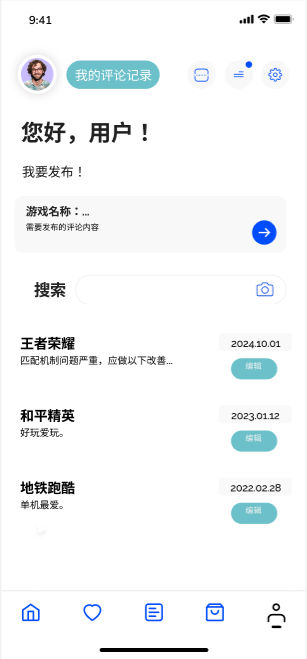 9:41
我的评论记录
您好，用户！
我要发布！
游戏名称：...
需要发布的评论内容
搜索
王者荣耀
2024.10.01
匹配机制问题严重，应做以下改善...
编辑
和平精英
2023.01.12
好玩爱玩。
编辑
地铁跑酷
2022.02.28
单机最爱。
编辑